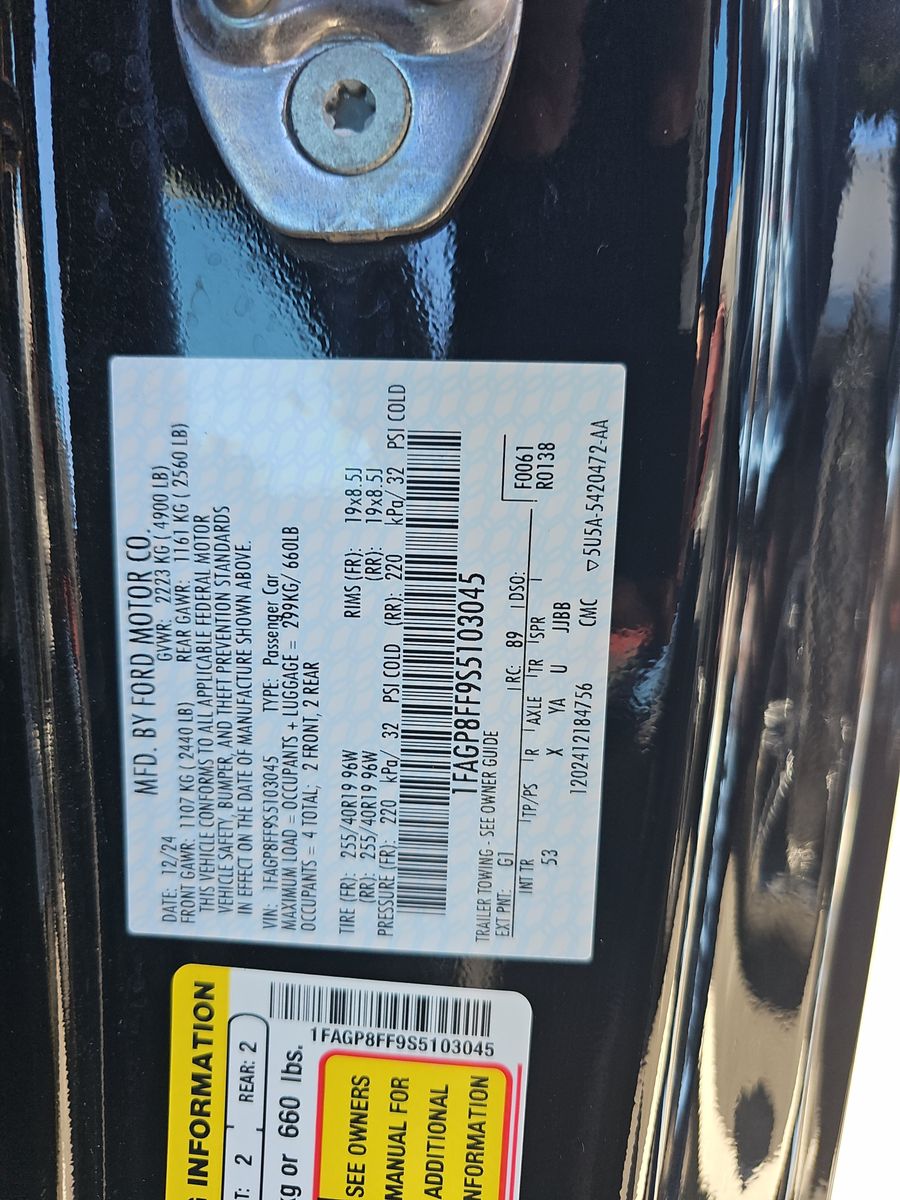 MFD. BY FORD MOTOR CO.
DATE: 12/24 GVWR: 2223 KG ( 4900 LB)
FRONT GAWR: 1107 KG ( 2440 LB) REAR GAWR: 1161 KG ( 2560 LB)
THIS VEHICLE CONFORMS TO ALL APPLICABLE FEDERAL MOTOR
VEHICLE SAFETY, BUMPER, AND THEFT PREVENTION STANDARDS
IN EFFECT ON THE DATE OF MANUFACTURE SHOWN ABOVE.
VIN: 1FAGP8FF9S5103045 TYPE: Passenger Car
MAXIMUM LOAD = OCCUPANTS + LUGGAGE = 299KG/ 660LB
OCCUPANTS = 4 TOTAL; 2 FRONT, 2 REAR
TIRE (FR): 255/40R19 96W RIMS (FR): 19x8.5J
(RR): 255/40R19 96W (RR): 19x8.5J
PRESSURE (FR): 220 kPa/ 32 PSI COLD (RR): 220 kPa/ 32 PSI COLD
1FAGP8FF9S5103045
TRAILER TOWING - SEE OWNER GUIDE
F0061
R0138
EXT PNT: G1 RC: 89 DSO:
INT TR TP/PS R AXLE TR SPR
53 X YA U JJBB
12024121B4756 CMC ▽5U5A-5420472-AA
INFORMATION
T: 2 REAR: 2
kg or 660 lbs.
1FAGP8FF9S5103045
SEE OWNERS
MANUAL FOR
ADDITIONAL
INFORMATION